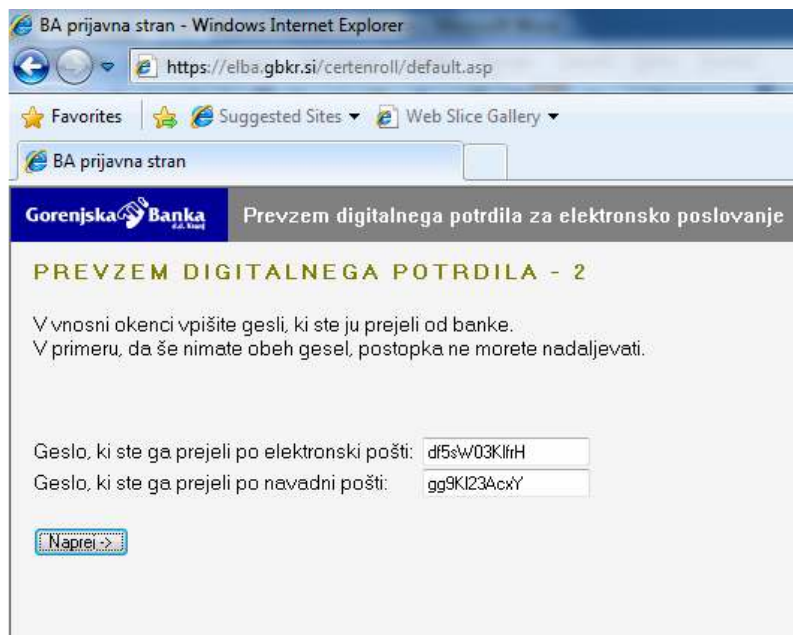 BA prijavna stran - Windows Internet Explorer
https://elba.gbkr.si/certenroll/default.asp
Favorites Suggested Sites Web Slice Gallery
BA prijavna stran
Gorenjska Banka d.d. Kranj Prevzem digitalnega potrdila za elektronsko poslovanje
PREVZEM DIGITALNEGA POTRDILA - 2
V vnosni okenci vpišite gesli, ki ste ju prejeli od banke.
V primeru, da še nimate obeh gesel, postopka ne morete nadaljevati.
Geslo, ki ste ga prejeli po elektronski pošti: df5sW03KlfrH
Geslo, ki ste ga prejeli po navadni pošti: gg9Kl23AcxY
Naprej ->